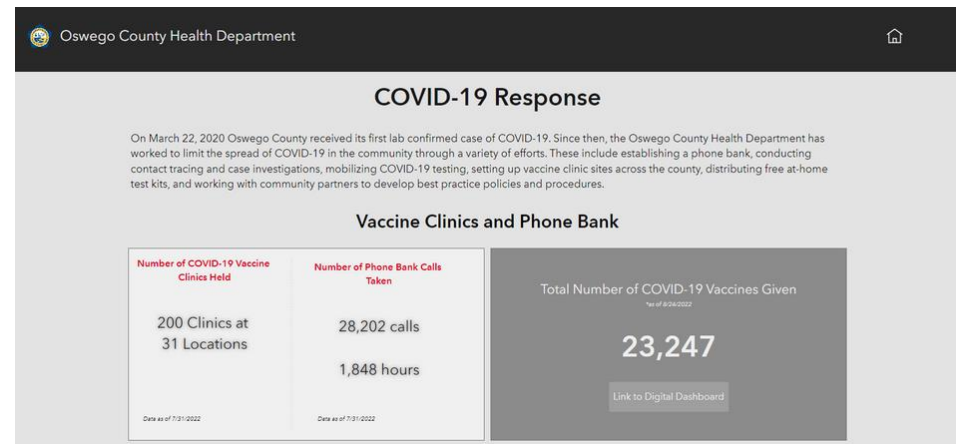 Oswego County Health Department
COVID-19 Response
On March 22, 2020 Oswego County received its first lab confirmed case of COVID-19. Since then, the Oswego County Health Department has
worked to limit the spread of COVID-19 in the community through a variety of efforts. These include establishing a phone bank, conducting
contact tracing and case investigations, mobilizing COVID-19 testing, setting up vaccine clinic sites across the county, distributing free at-home
test kits, and working with community partners to develop best practice policies and procedures.
Vaccine Clinics and Phone Bank
Number of COVID-19 Vaccine
Clinics Held
200 Clinics at
31 Locations
Data as of 7/31/2022
Number of Phone Bank Calls
Taken
28,202 calls
1,848 hours
Data as of 7/31/2022
Total Number of COVID-19 Vaccines Given
*as of 8/24/2022
23,247
Link to Digital Dashboard